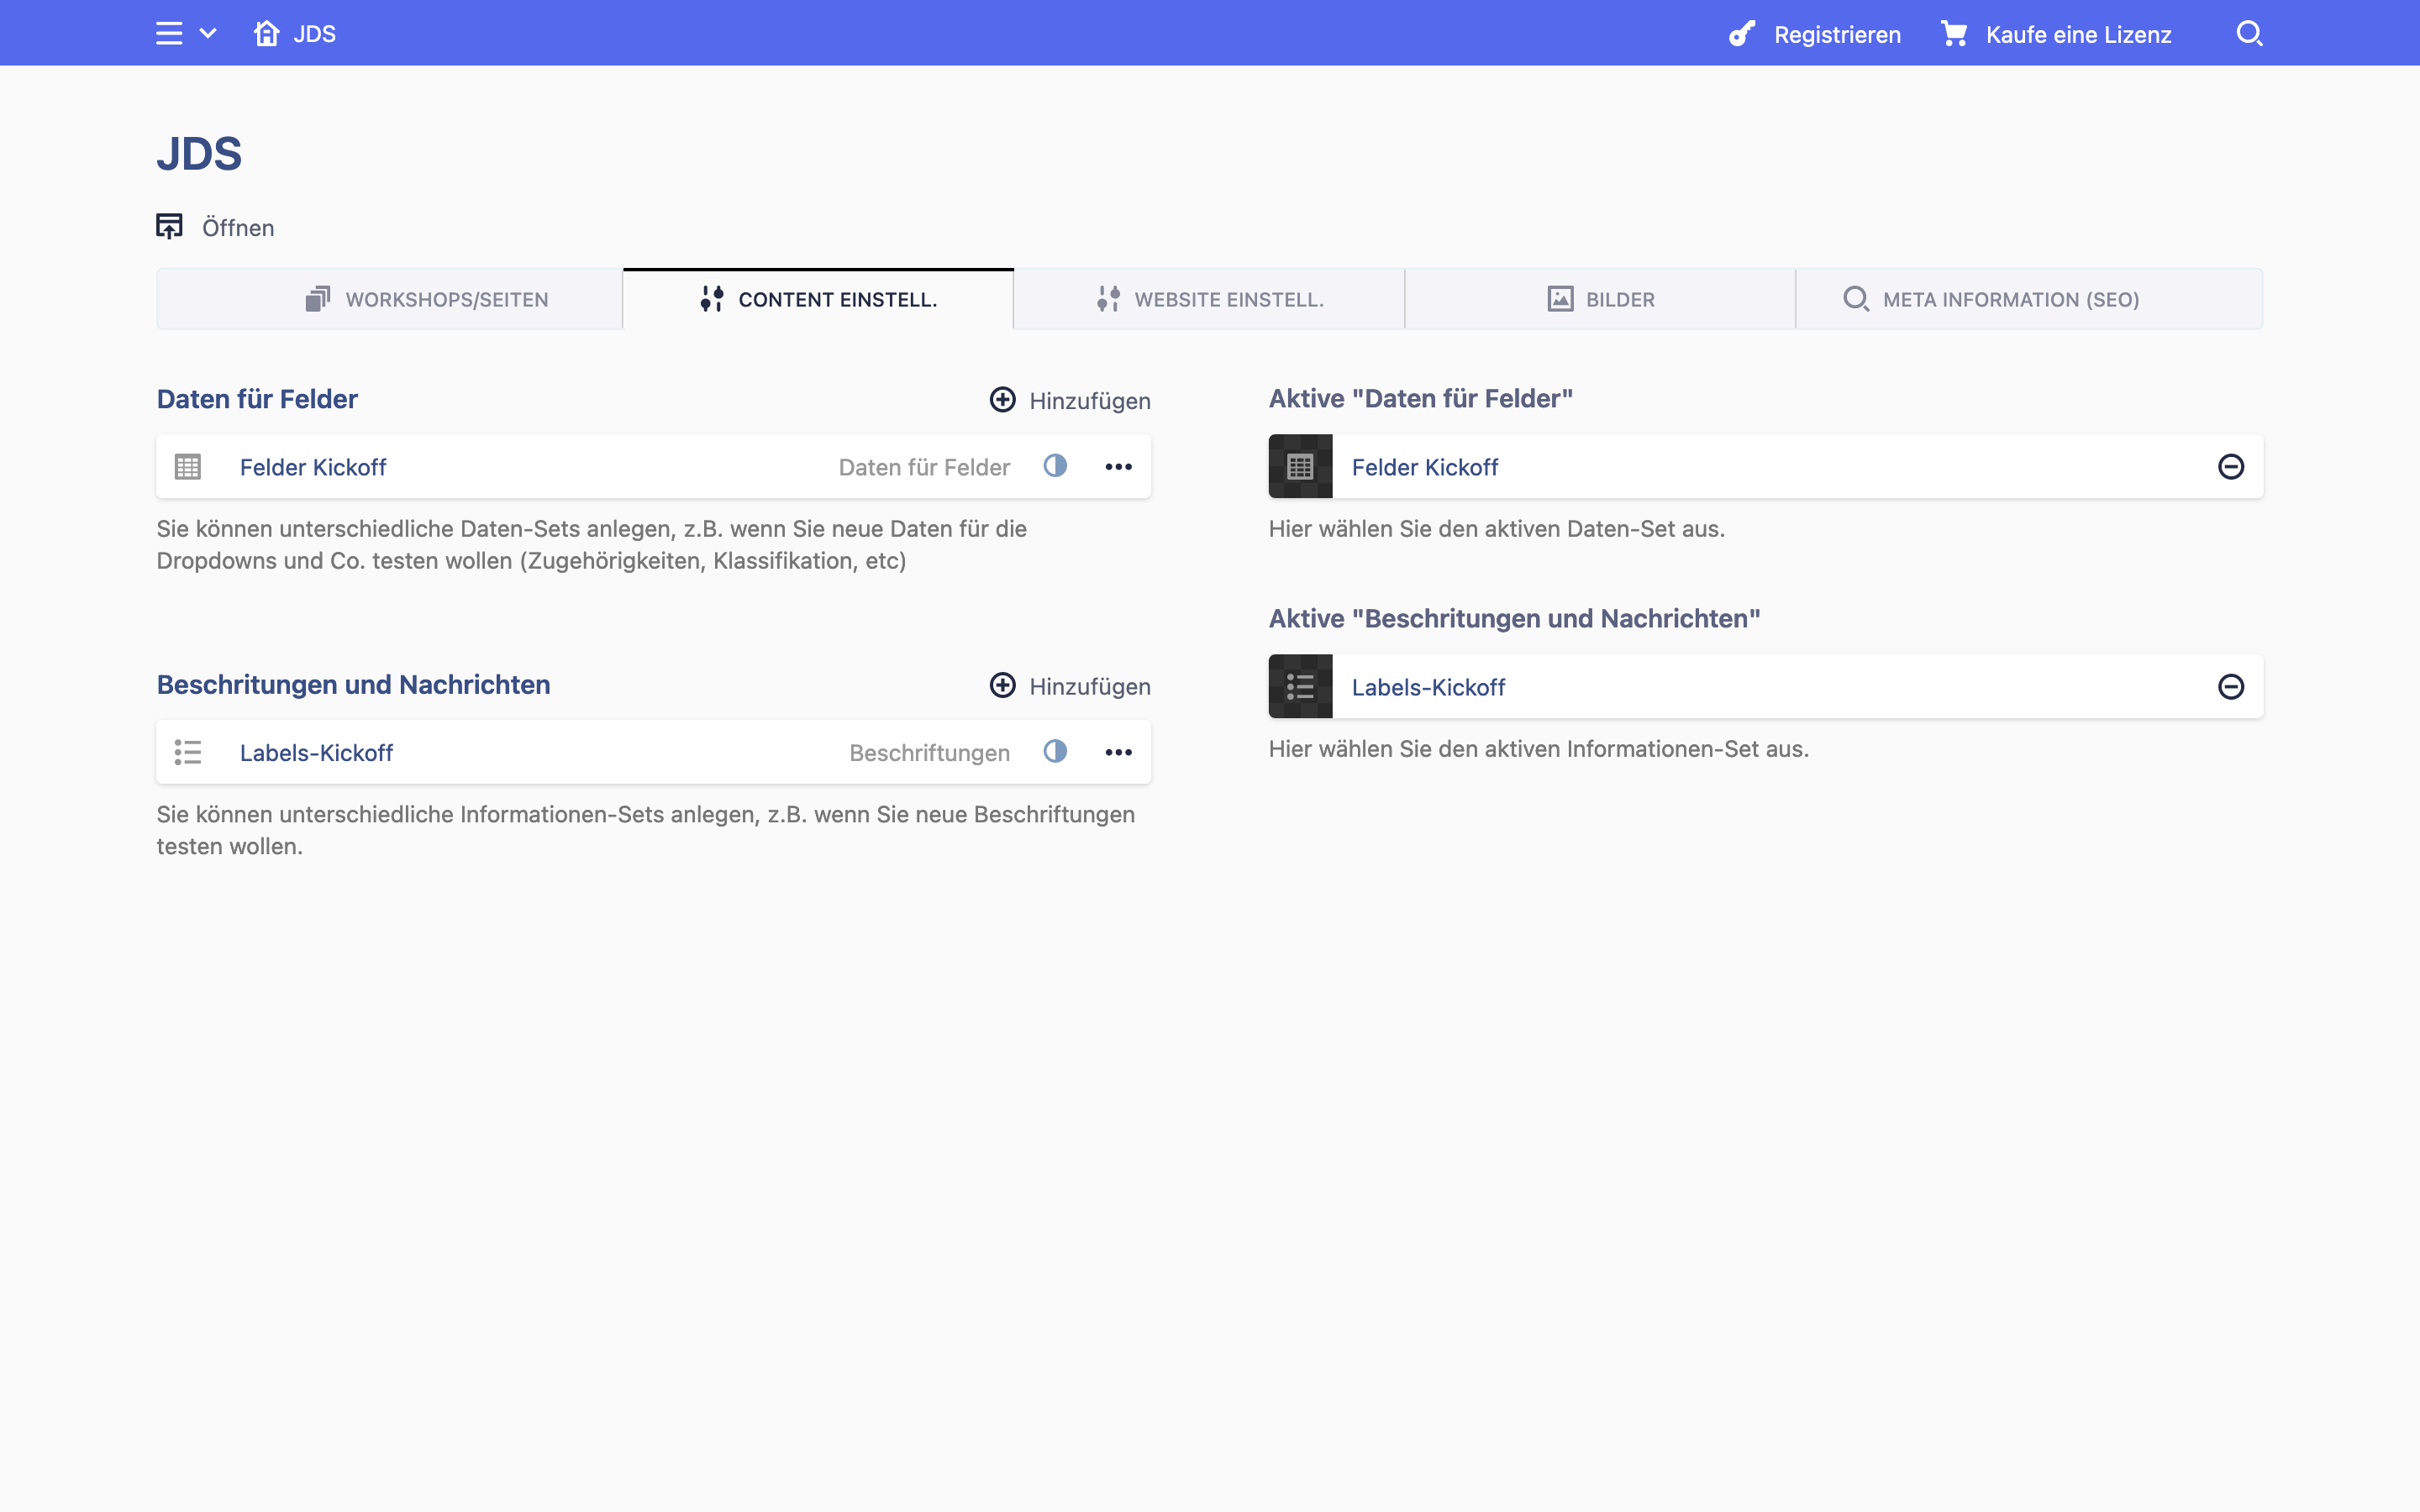 JDS
Registrieren
Kaufe eine Lizenz
JDS
Öffnen
WORKSHOPS/SEITEN
CONTENT EINSTELL.
WEBSITE EINSTELL.
BILDER
META INFORMATION (SEO)
Daten für Felder
Hinzufügen
Felder Kickoff
Daten für Felder
Sie können unterschiedliche Daten-Sets anlegen, z.B. wenn Sie neue Daten für die
Dropdowns und Co. testen wollen (Zugehörigkeiten, Klassifikation, etc)
Beschritungen und Nachrichten
Hinzufügen
Labels-Kickoff
Beschriftungen
Sie können unterschiedliche Informationen-Sets anlegen, z.B. wenn Sie neue Beschriftungen
testen wollen.
Aktive "Daten für Felder"
Felder Kickoff
Hier wählen Sie den aktiven Daten-Set aus.
Aktive "Beschritungen und Nachrichten"
Labels-Kickoff
Hier wählen Sie den aktiven Informationen-Set aus.